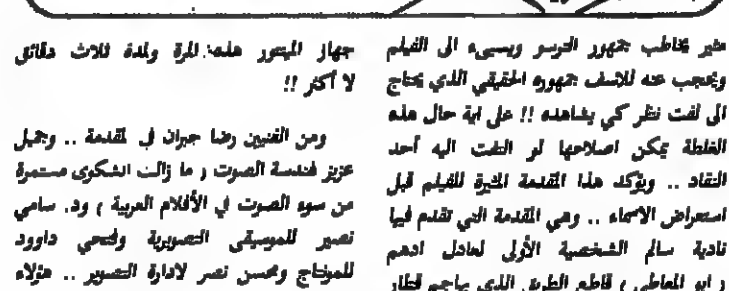 مثير يخاطب جمهور الترسو ويسيء الى الفيلم
ويحجب عنه للاسف جمهوره الحقيقي الذي يحتاج
الى لفت نظر كي يشاهده !! على اية حال هذه
الغلطة يمكن اصلاحها لو التفت اليه أحد
النقاد .. ويؤكد هذا المقدمة المثيرة للفيلم قبل
استعراض الاسماء .. وهي المقدمة التي تقدم فيها
نادية سالم الشخصية الأولى لعادل ادهم
( ابو المعاطي ) قاطع الطريق الذي يهاجم قطار
جهاز المينتور هذه المرة ولمدة ثلاث دقائق
لا أكثر !!
ومن الفنيين رضا جبران في المقدمة .. وجميل
عزيز لهندسة الصوت ( ما زالت الشكوى مستمرة
من سوء الصوت في الأفلام العربية ) ود. سامي
نصير للموسيقى التصويرية وفتحي داوود
للمونتاج ومحسن نصر لادارة التصوير .. هؤلاء